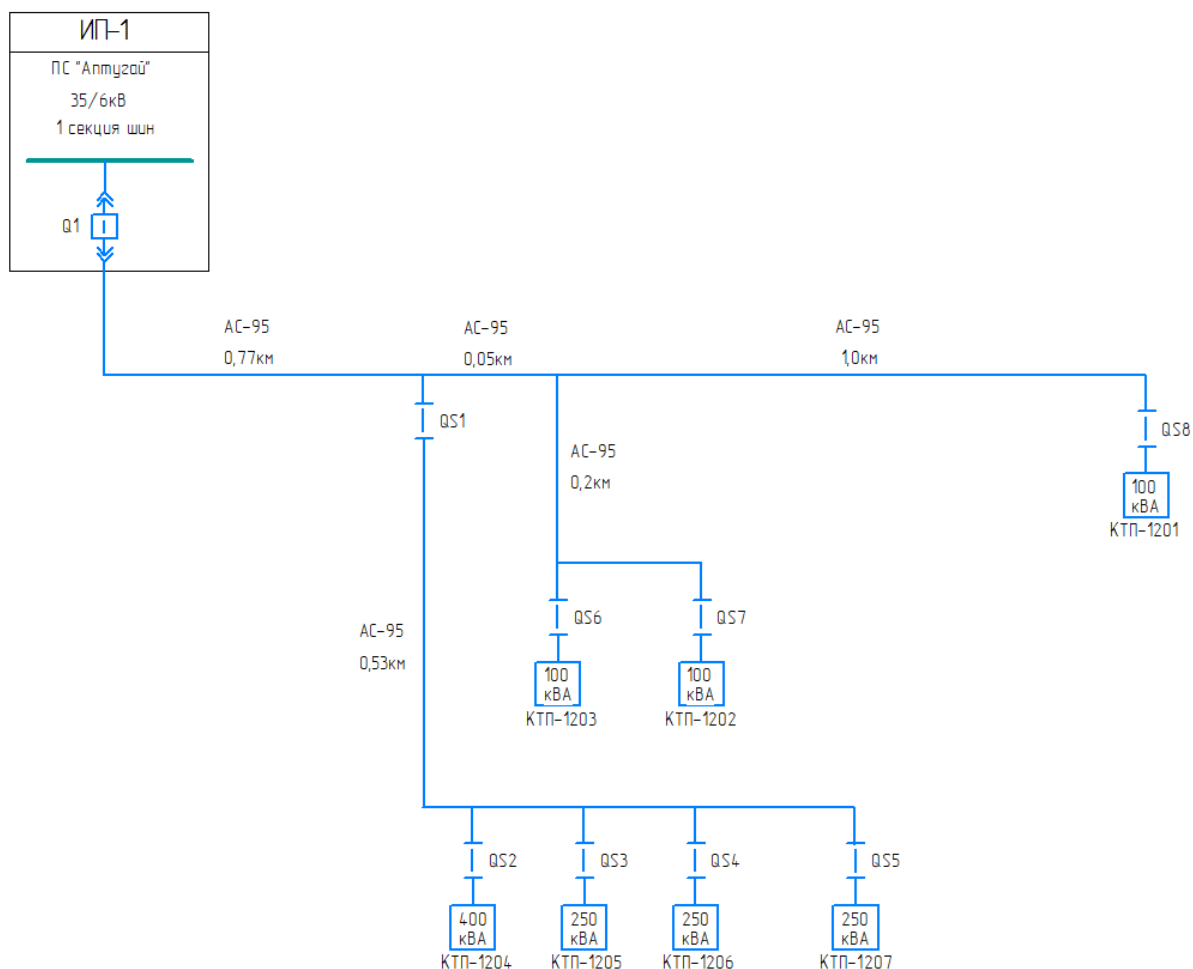 ИП-1
ПС "Аптугай"
35/6кВ
1 секция шин
Q1
АС-95
0,77км
АС-95
0,05км
АС-95
1,0км
QS1
QS8
АС-95
0,2км
100
кВА
КТП-1201
QS6
QS7
АС-95
0,53км
100
кВА
КТП-1203
100
кВА
КТП-1202
QS2
QS3
QS4
QS5
400
кВА
КТП-1204
250
кВА
КТП-1205
250
кВА
КТП-1206
250
кВА
КТП-1207